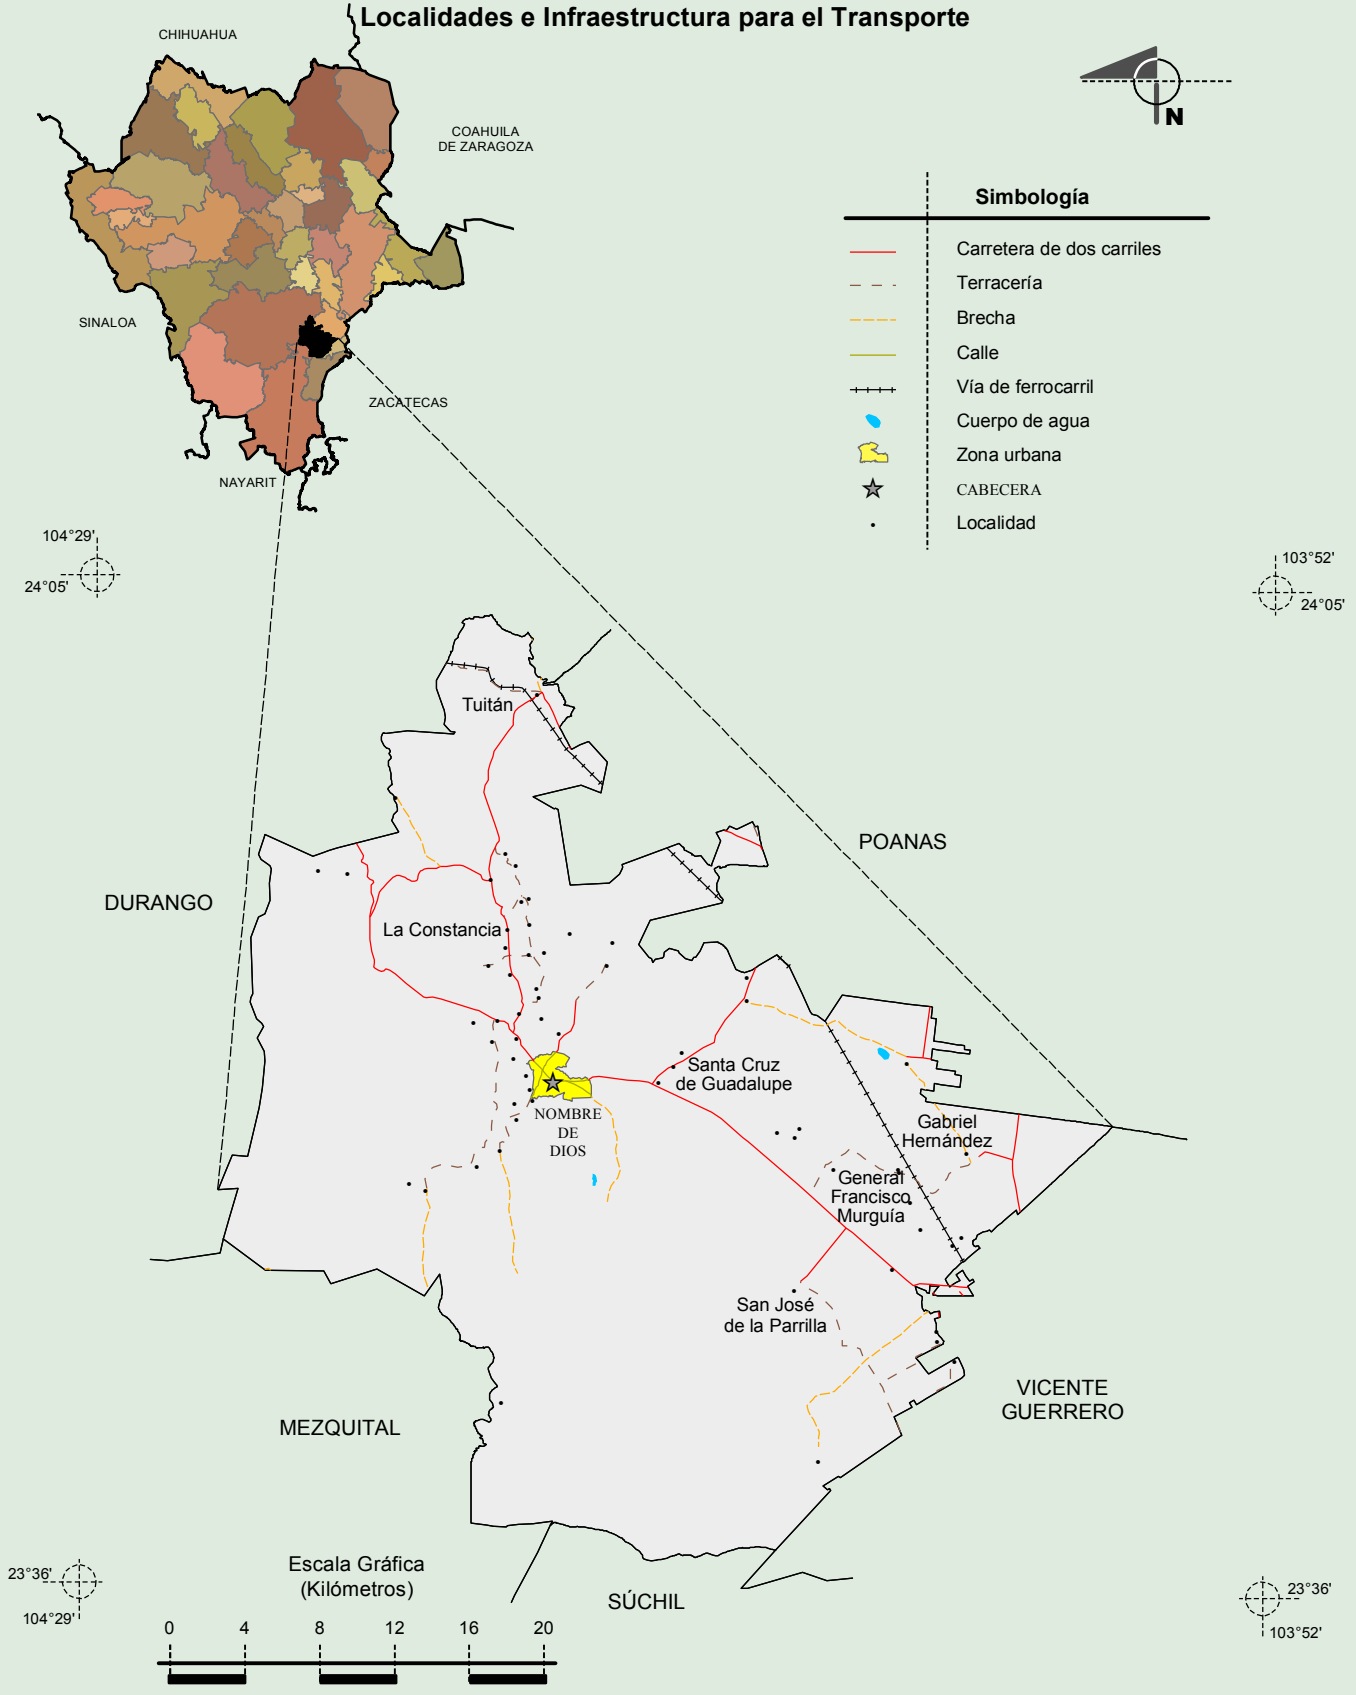 Localidades e Infraestructura para el Transporte
CHIHUAHUA
COAHUILA
DE ZARAGOZA
SINALOA
ZACATECAS
NAYARIT
N
Simbología
Carretera de dos carriles
Terracería
Brecha
Calle
Vía de ferrocarril
Cuerpo de agua
Zona urbana
CABECERA
Localidad
104°29'
24°05'
103°52'
24°05'
Tuitán
POANAS
DURANGO
La Constancia
Santa Cruz
de Guadalupe
NOMBRE
DE
DIOS
Gabriel
Hernández
General
Francisco
Murguía
San José
de la Parrilla
VICENTE
GUERRERO
MEZQUITAL
SÚCHIL
23°36'
104°29'
23°36'
103°52'
Escala Gráfica
(Kilómetros)
0 4 8 12 16 20